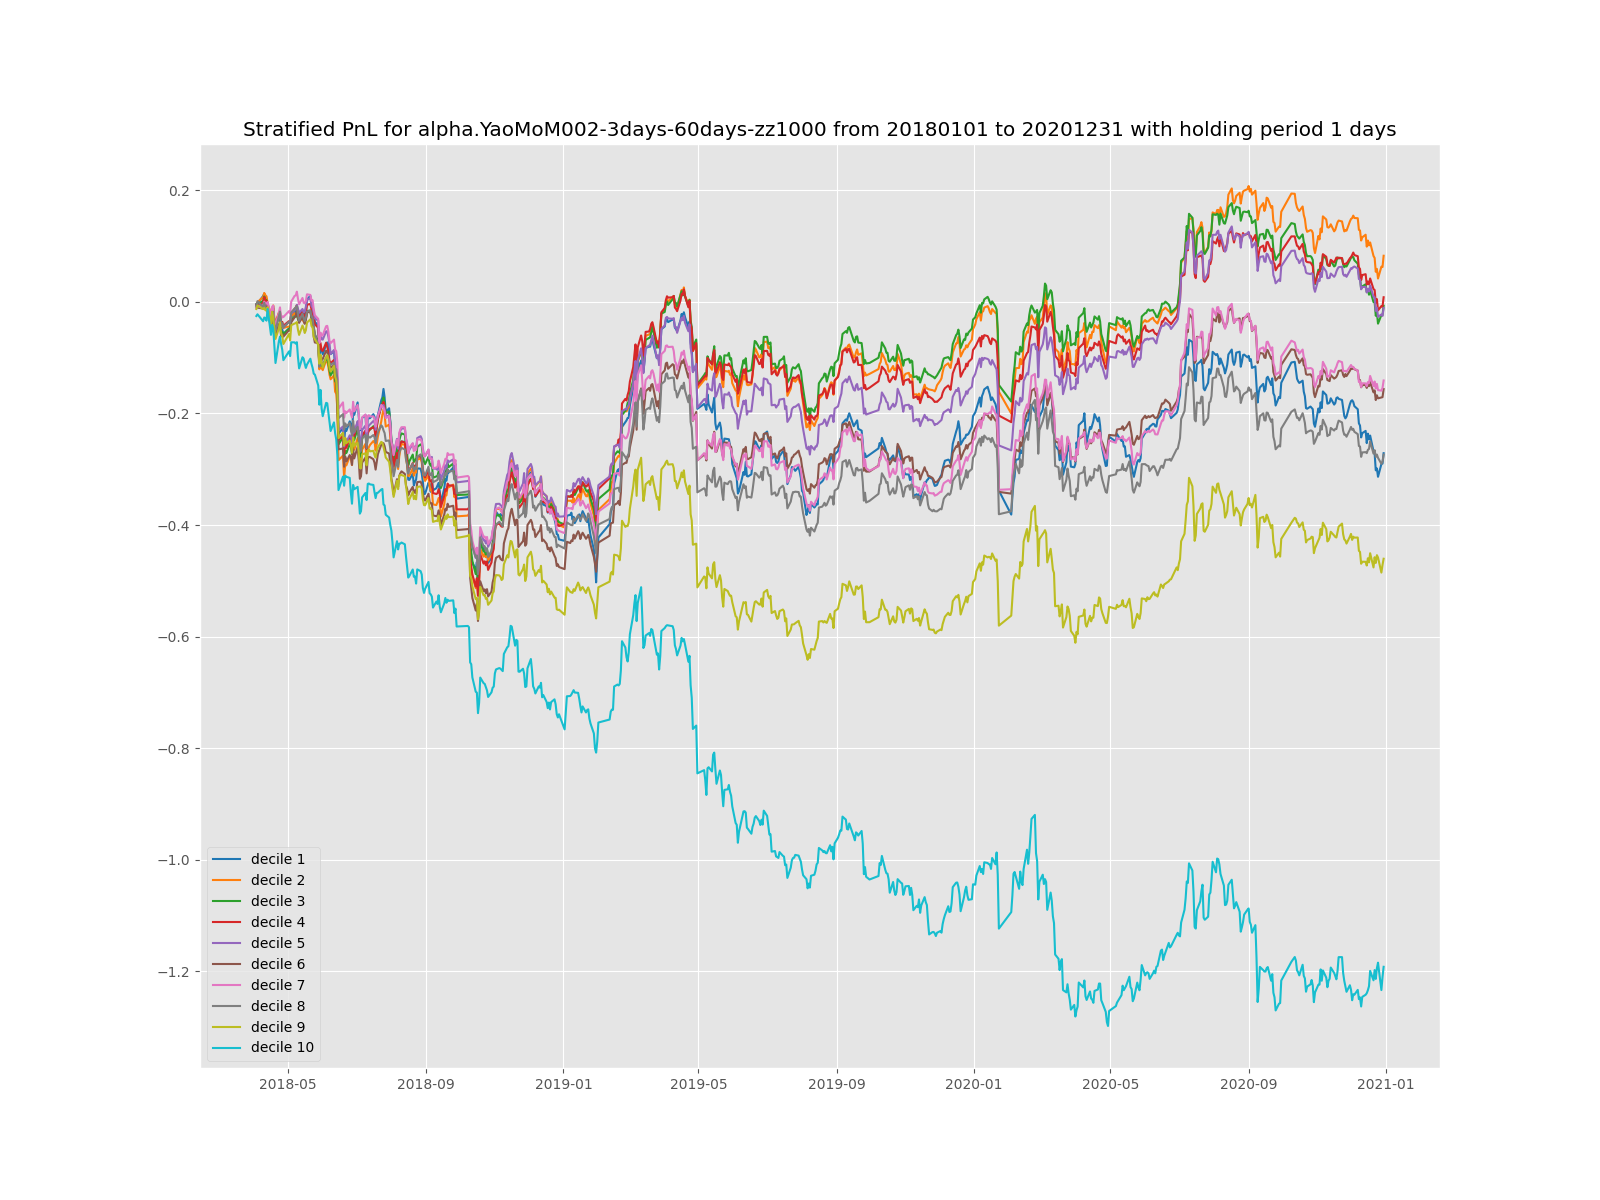 Stratified PnL for alpha.YaoMoM002-3days-60days-zz1000 from 20180101 to 20201231 with holding period 1 days
0.2
0.0
−0.2
−0.4
−0.6
−0.8
−1.0
−1.2
decile 1
decile 2
decile 3
decile 4
decile 5
decile 6
decile 7
decile 8
decile 9
decile 10
2018-05 2018-09 2019-01 2019-05 2019-09 2020-01 2020-05 2020-09 2021-01